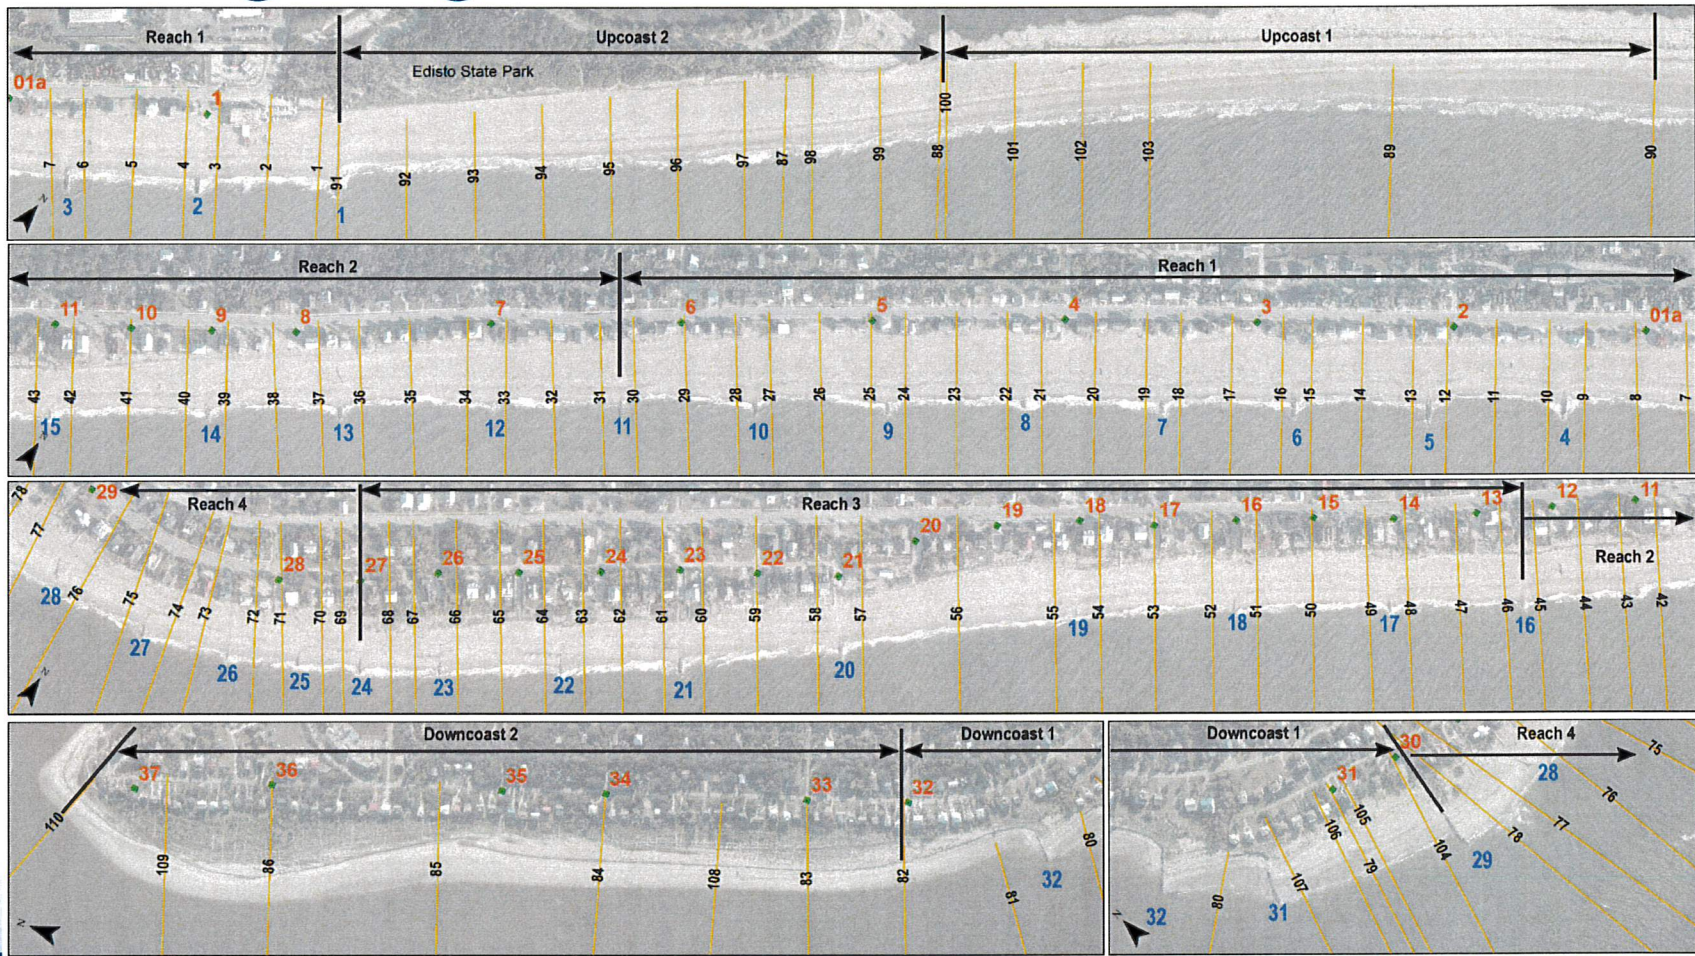 Reach 1 Upcoast 2 Upcoast 1
Edisto State Park
01a 1
7 6 5 4 3 2 1 91 92 93 94 95 96 97 87 98 99 88 100 101 102 103 89 90
3 2 1
N
Reach 2 Reach 1
11 10 9 8 7 6 5 4 3 2 01a
43 42 41 40 39 38 37 36 35 34 33 32 31 30 29 28 27 26 25 24 23 22 21 20 19 18 17 16 15 14 13 12 11 10 9 8 7
15 14 13 12 11 10 9 8 7 6 5 4
N
Reach 4 Reach 3
29 28 27 26 25 24 23 22 21 20 19 18 17 16 15 14 13 12 11
Reach 2
78 77 76 75 74 73 72 71 70 69 68 67 66 65 64 63 62 61 60 59 58 57 56 55 54 53 52 51 50 49 48 47 46 45 44 43 42
28 27 26 25 24 23 22 21 20 19 18 17 16
N
Downcoast 2 Downcoast 1
37 36 35 34 33 32
110 109 86 85 84 108 83 82 81 80
32
N
Downcoast 1 Reach 4
31 30
80 107 106 79 105 104 78 77 76 75
32 31 29 28
N